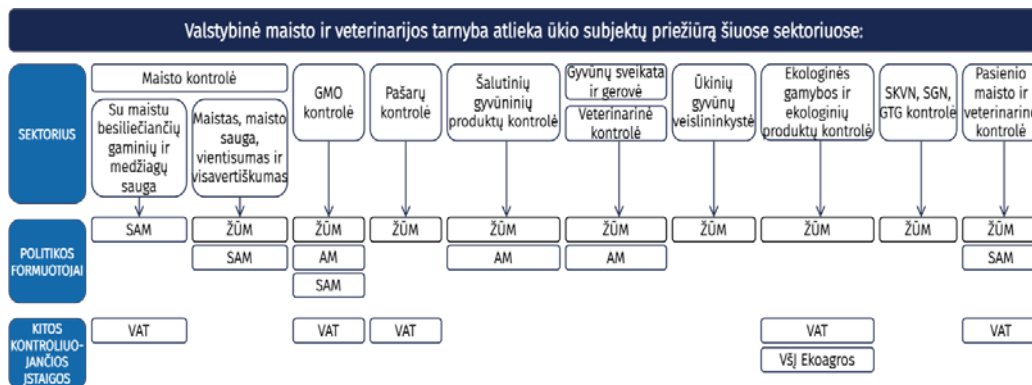 Valstybinė maisto ir veterinarijos tarnyba atlieka ūkio subjektų priežiūrą šiuose sektoriuose:
SEKTORIUS
Maisto kontrolė
Su maistu
besiliečiančių
gaminių ir
medžiagų
sauga
Maistas, maisto
sauga,
vientisumas ir
visavertiškumas
GMO
kontrolė
Pašarų
kontrolė
Šalutinių
gyvūninių
produktų kontrolė
Gyvūnų sveikata
ir gerovė
Veterinarinė
kontrolė
Ūkinių
gyvūnų
veislininkystė
Ekologinės
gamybos ir
ekologinių
produktų kontrolė
SKVN, SGN,
GTG kontrolė
Pasienio
maisto ir
veterinarinė
kontrolė
POLITIKOS
FORMUOTOJAI
SAM
ŽŪM
ŽŪM
ŽŪM
ŽŪM
ŽŪM
ŽŪM
ŽŪM
ŽŪM
ŽŪM
SAM
AM
AM
AM
SAM
SAM
KITOS
KONTROLIUO-
JANČIOS
ĮSTAIGOS
VAT
VAT
VAT
VAT
VAT
VšĮ Ekoagros